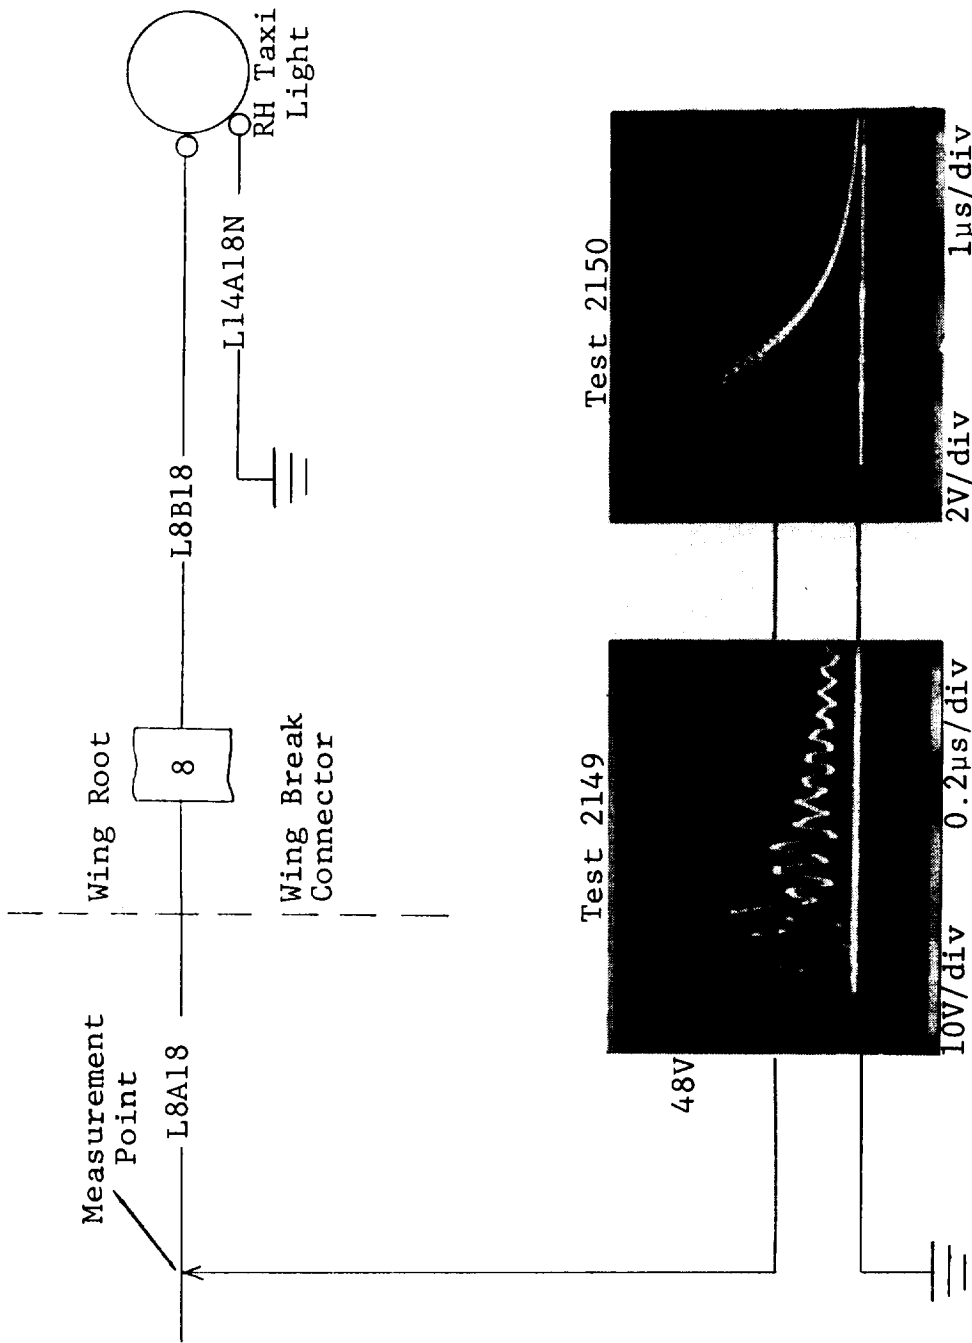 Measurement
Point
L8A18
Wing Root
8
Wing Break
Connector
L8B18
L14A18N
RH Taxi
Light
48V
Test 2149
10V/div
0.2µs/div
Test 2150
2V/div
1µs/div